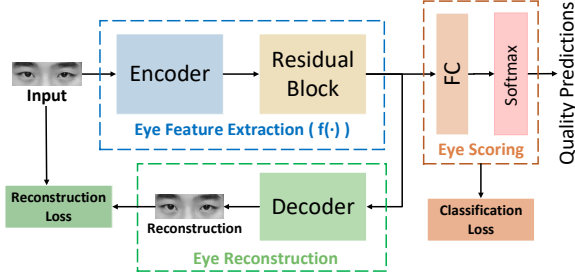 Input
Encoder
Residual
Block
Eye Feature Extraction ( f(·) )
FC
Softmax
Eye Scoring
Quality Predictions
Reconstruction
Loss
Reconstruction
Decoder
Eye Reconstruction
Classification
Loss